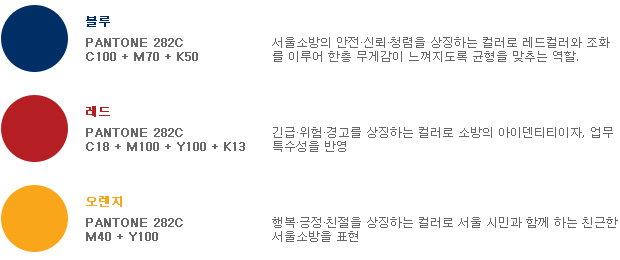 블루
PANTONE 282C
C100 + M70 + K50
서울소방의 안전·신뢰·청렴을 상징하는 컬러로 레드컬러와 조화
를 이루어 한층 무게감이 느껴지도록 균형을 맞추는 역할.
레드
PANTONE 282C
C18 + M100 + Y100 + K13
긴급·위험·경고를 상징하는 컬러로 소방의 아이덴티티이자, 업무
특수성을 반영
오렌지
PANTONE 282C
M40 + Y100
행복·긍정·친절을 상징하는 컬러로 서울 시민과 함께 하는 친근한
서울소방을 표현